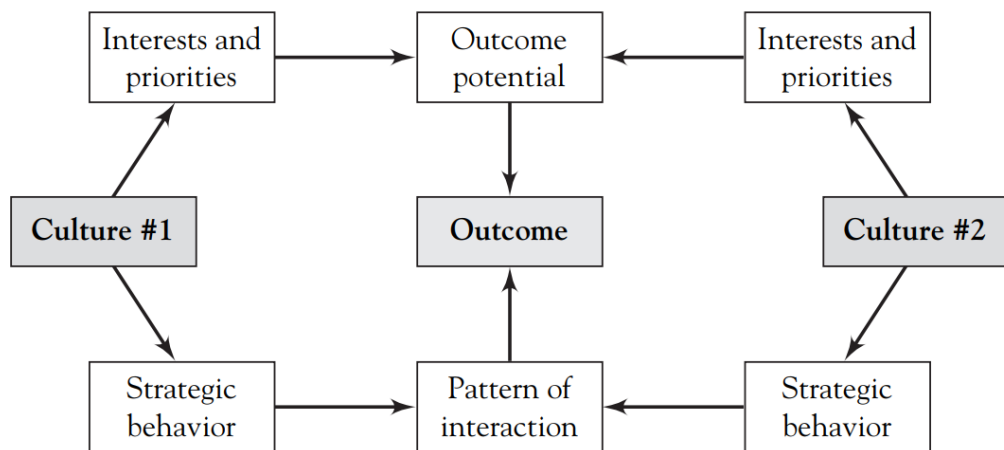 Interests and
priorities
Outcome
potential
Interests and
priorities
Culture #1
Outcome
Culture #2
Strategic
behavior
Pattern of
interaction
Strategic
behavior